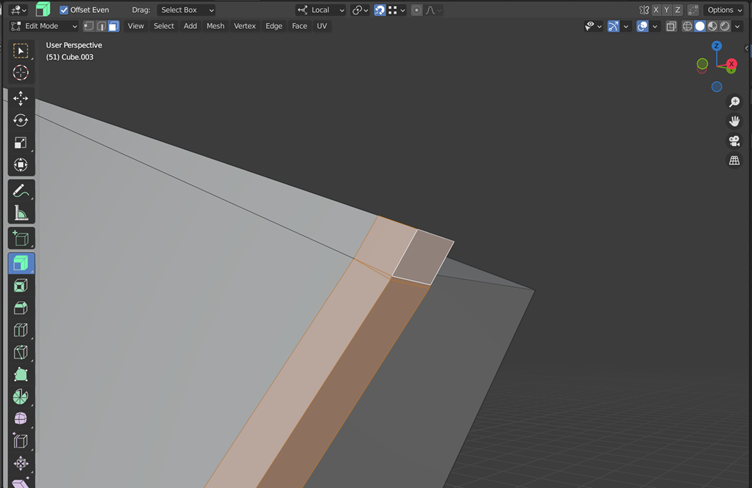 Offset Even Drag: Select Box Local X Y Z Options
Edit Mode View Select Add Mesh Vertex Edge Face UV
User Perspective
(51) Cube.003
Z
X